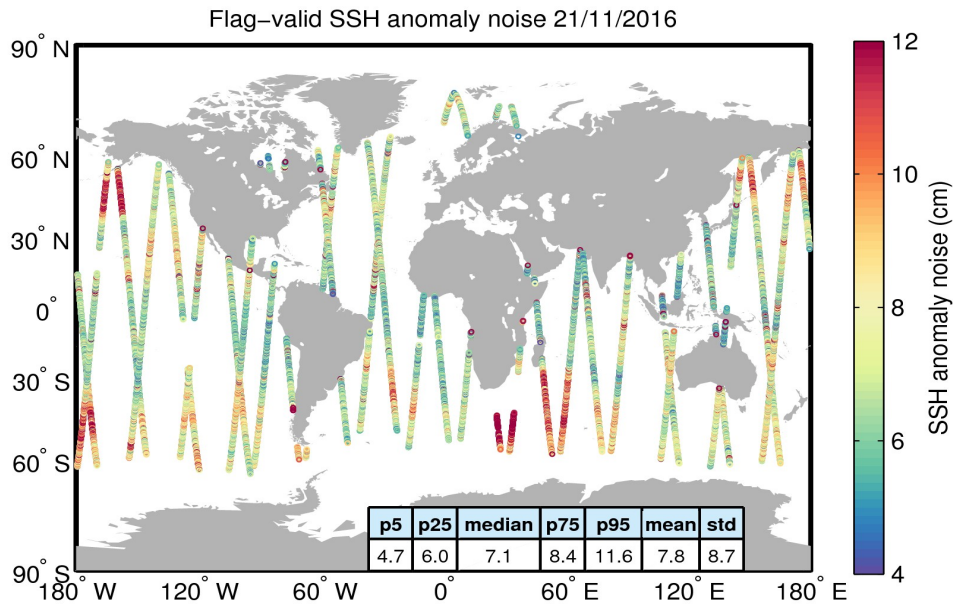 Flag-valid SSH anomaly noise 21/11/2016
90° N
60° N
30° N
0°
30° S
60° S
90° S
180° W
120° W
60° W
0°
60° E
120° E
180° E
p5 p25 median p75 p95 mean std
4.7 6.0 7.1 8.4 11.6 7.8 8.7
12
10
8
6
4
SSH anomaly noise (cm)